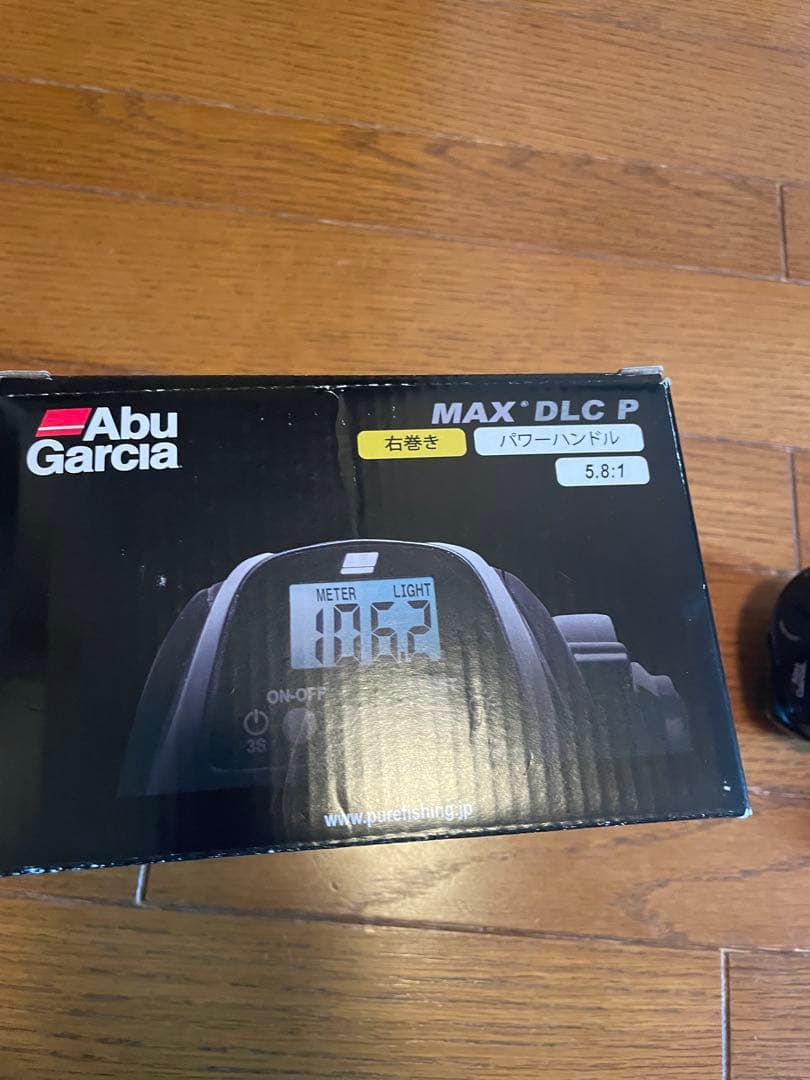 Abu
Garcia
MAX® DLC P
右巻き
パワーハンドル
5.8:1
METER LIGHT
106.2
ON-OFF
3S
www.purefishing.jp